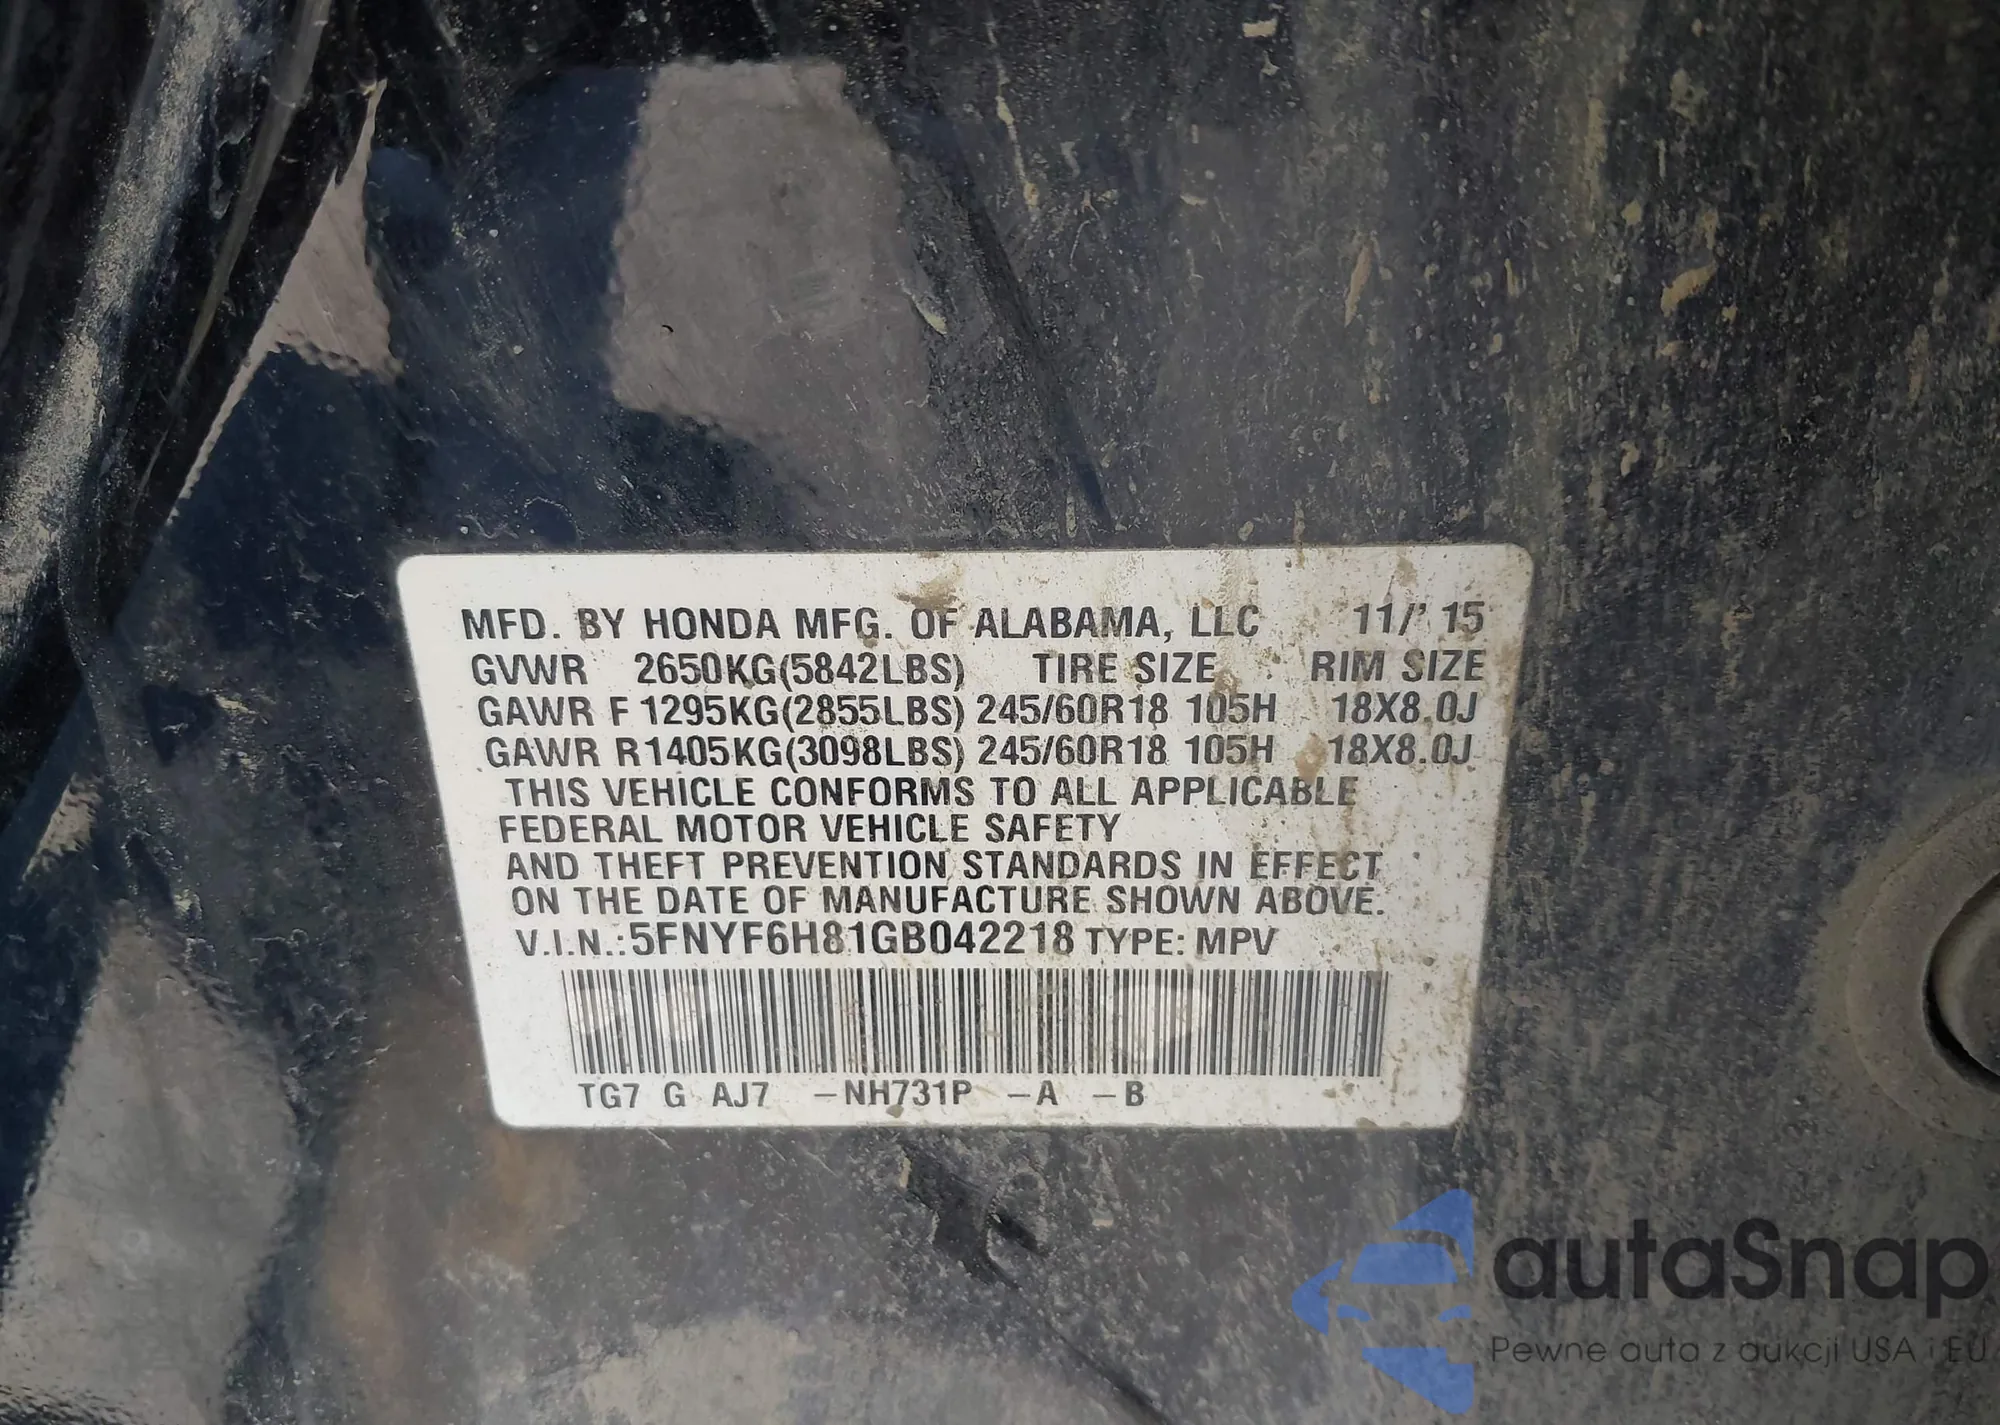 MFD. BY HONDA MFG. OF ALABAMA, LLC 11/'15
GVWR 2650KG(5842LBS) TIRE SIZE RIM SIZE
GAWR F 1295KG(2855LBS) 245/60R18 105H 18X8.0J
GAWR R 1405KG(3098LBS) 245/60R18 105H 18X8.0J
THIS VEHICLE CONFORMS TO ALL APPLICABLE
FEDERAL MOTOR VEHICLE SAFETY
AND THEFT PREVENTION STANDARDS IN EFFECT
ON THE DATE OF MANUFACTURE SHOWN ABOVE.
V.I.N.: 5FNYF6H81GB042218 TYPE: MPV
TG7 G AJ7 -NH731P -A -B
autaSnap
Pewne auta z aukcji USA i EU